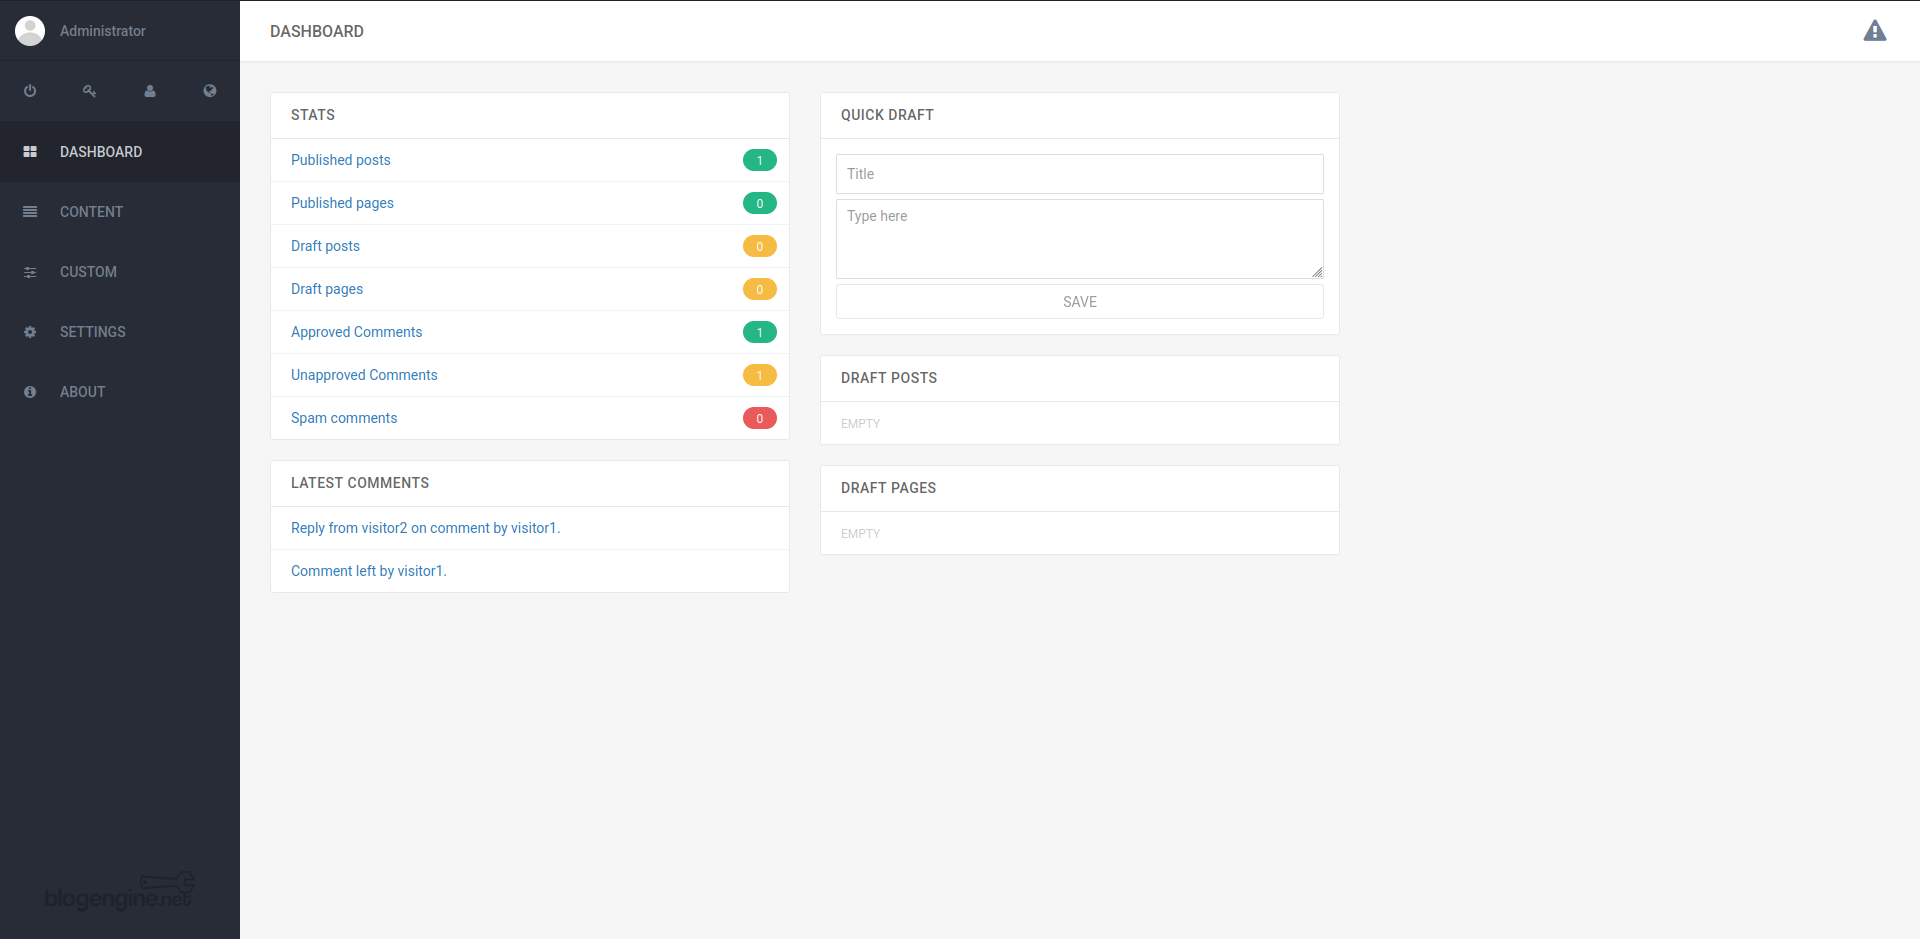 Administrator
DASHBOARD
CONTENT
CUSTOM
SETTINGS
ABOUT
blogengine.net
DASHBOARD
STATS
Published posts 1
Published pages 0
Draft posts 0
Draft pages 0
Approved Comments 1
Unapproved Comments 1
Spam comments 0
LATEST COMMENTS
Reply from visitor2 on comment by visitor1.
Comment left by visitor1.
QUICK DRAFT
Title
Type here
SAVE
DRAFT POSTS
EMPTY
DRAFT PAGES
EMPTY